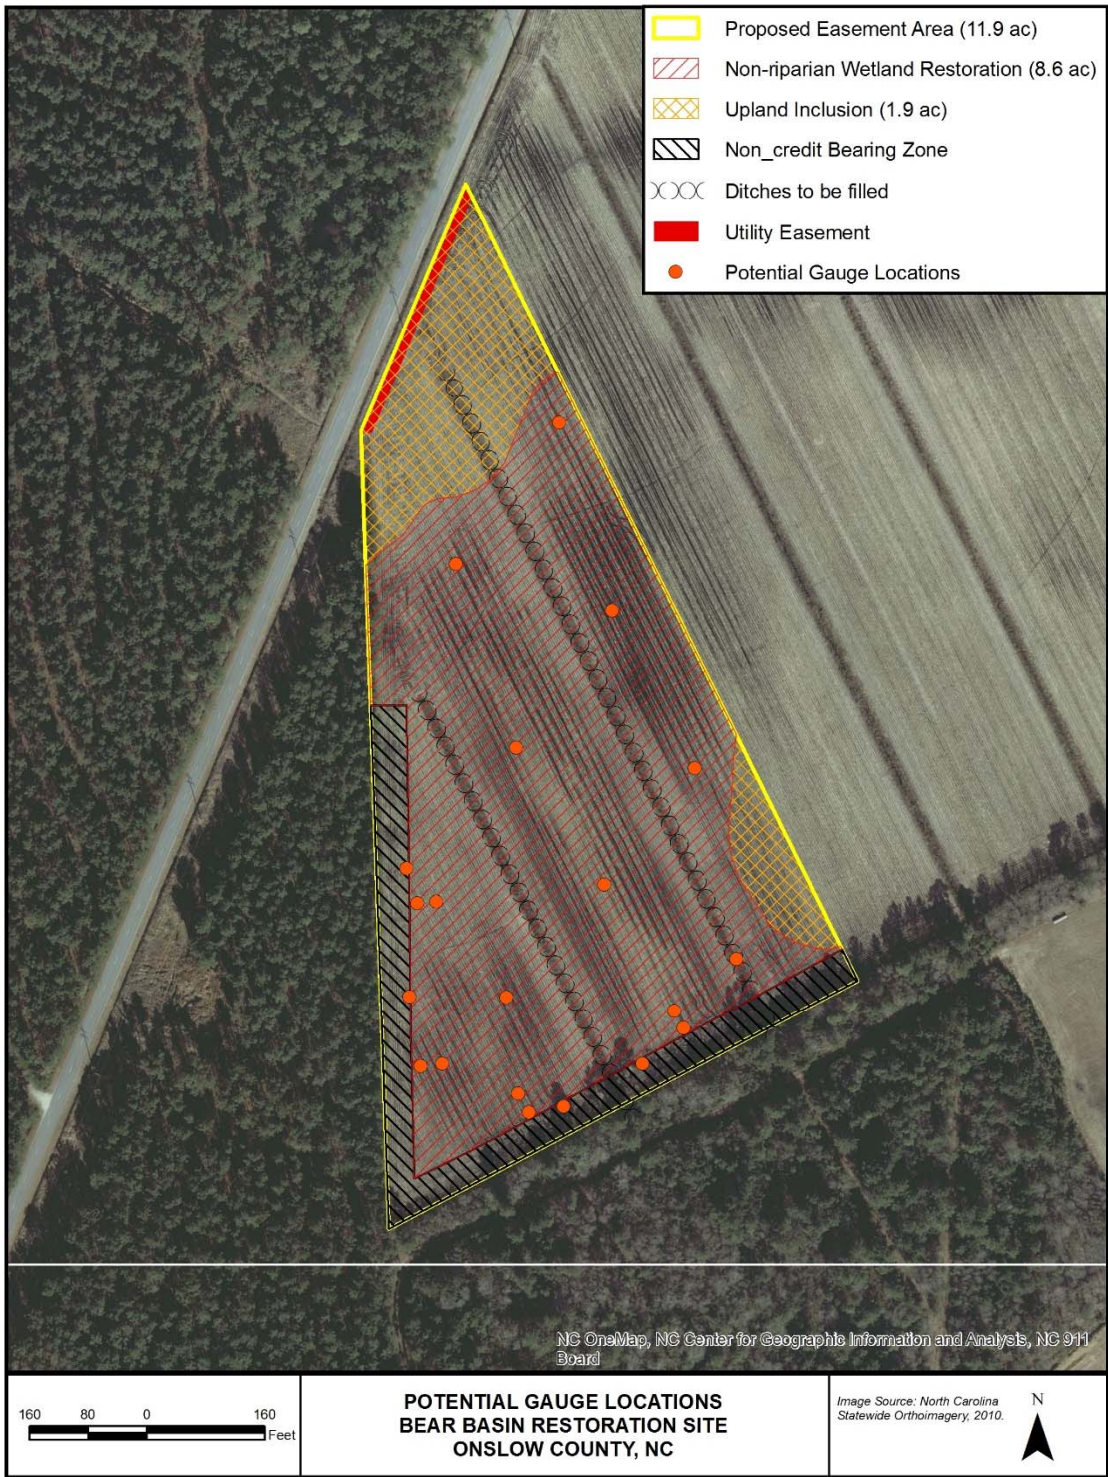 Proposed Easement Area (11.9 ac)
Non-riparian Wetland Restoration (8.6 ac)
Upland Inclusion (1.9 ac)
Non_credit Bearing Zone
Ditches to be filled
Utility Easement
Potential Gauge Locations
NC OneMap, NC Center for Geographic Information and Analysis, NC 911
Board
160 80 0 160
Feet
POTENTIAL GAUGE LOCATIONS
BEAR BASIN RESTORATION SITE
ONSLOW COUNTY, NC
Image Source: North Carolina
Statewide Orthoimagery, 2010.
N